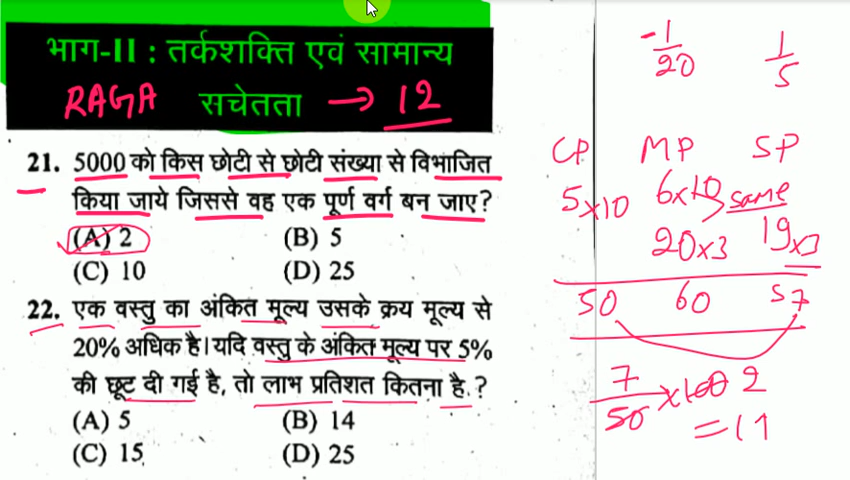 भाग-II : तर्कशक्ति एवं सामान्य
RAGA सचेतता → 12
21. 5000 को किस छोटी से छोटी संख्या से विभाजित
किया जाये जिससे वह एक पूर्ण वर्ग बन जाए?
(A) 2 (B) 5
(C) 10 (D) 25
22. एक वस्तु का अंकित मूल्य उसके क्रय मूल्य से
20% अधिक है। यदि वस्तु के अंकित मूल्य पर 5%
की छूट दी गई है, तो लाभ प्रतिशत कितना है.?
(A) 5 (B) 14
(C) 15 (D) 25
-1/20 1/5
CP MP SP
5×10 6×10 same
20×3 19×3
50 60 57
7/50 ×100 2